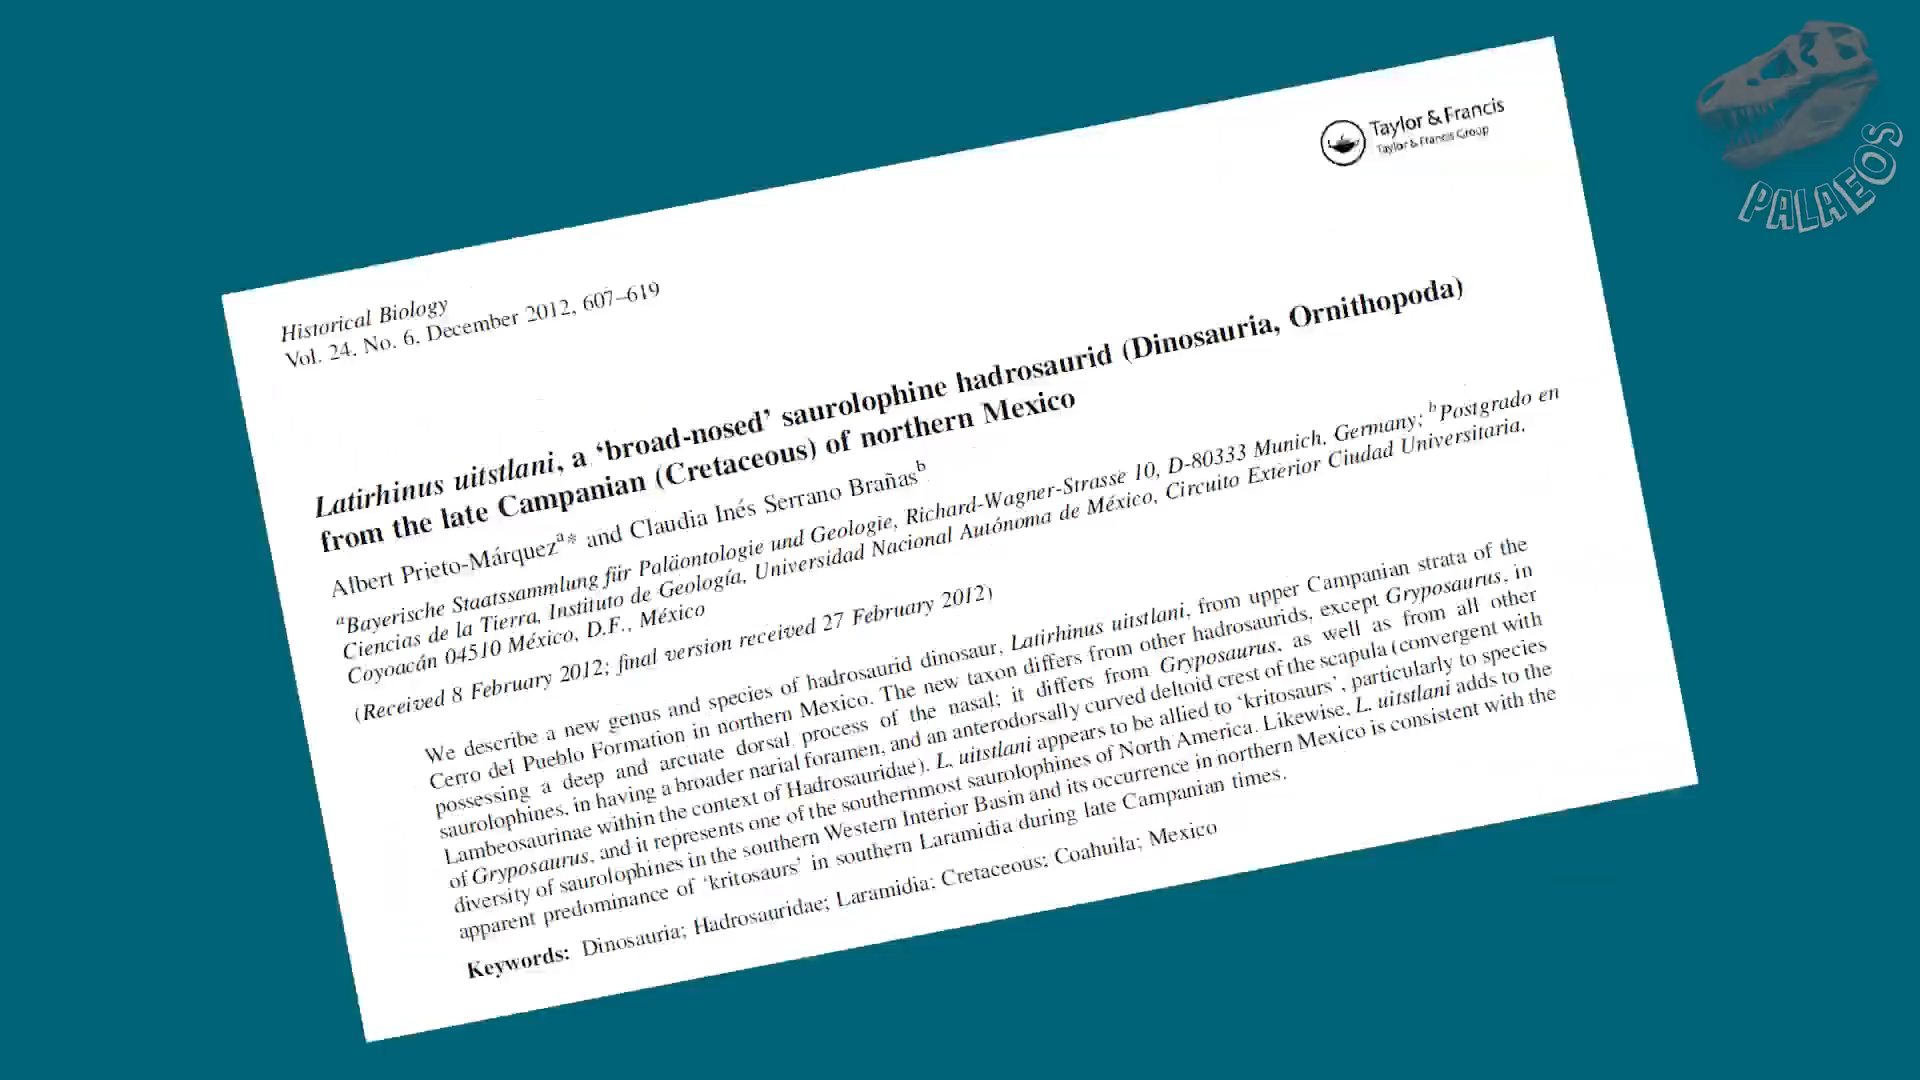 Taylor & Francis
Taylor & Francis Group
PALAEOS
Historical Biology
Vol. 24, No. 6, December 2012, 607–619
Latirhinus uitstlani, a ‘broad-nosed’ saurolophine hadrosaurid (Dinosauria, Ornithopoda)
from the late Campanian (Cretaceous) of northern Mexico
Albert Prieto-Márquezᵃ* and Claudia Inés Serrano Brañasᵇ
ᵃBayerische Staatssammlung für Paläontologie und Geologie, Richard-Wagner-Strasse 10, D-80333 Munich, Germany; ᵇPostgrado en
Ciencias de la Tierra, Instituto de Geología, Universidad Nacional Autónoma de México, Circuito Exterior Ciudad Universitaria,
Coyoacán 04510 México, D.F., México
(Received 8 February 2012; final version received 27 February 2012)
We describe a new genus and species of hadrosaurid dinosaur, Latirhinus uitstlani, from upper Campanian strata of the
Cerro del Pueblo Formation in northern Mexico. The new taxon differs from other hadrosaurids, except Gryposaurus, in
possessing a deep and arcuate dorsal process of the nasal; it differs from Gryposaurus, as well as from all other
saurolophines, in having a broader narial foramen, and an anterodorsally curved deltoid crest of the scapula (convergent with
Lambeosaurinae within the context of Hadrosauridae). L. uitstlani appears to be allied to ‘kritosaurs’, particularly to species
of Gryposaurus, and it represents one of the southernmost saurolophines of North America. Likewise, L. uitstlani adds to the
diversity of saurolophines in the southern Western Interior Basin and its occurrence in northern Mexico is consistent with the
apparent predominance of ‘kritosaurs’ in southern Laramidia during late Campanian times.
Keywords: Dinosauria; Hadrosauridae; Laramidia; Cretaceous; Coahuila; Mexico